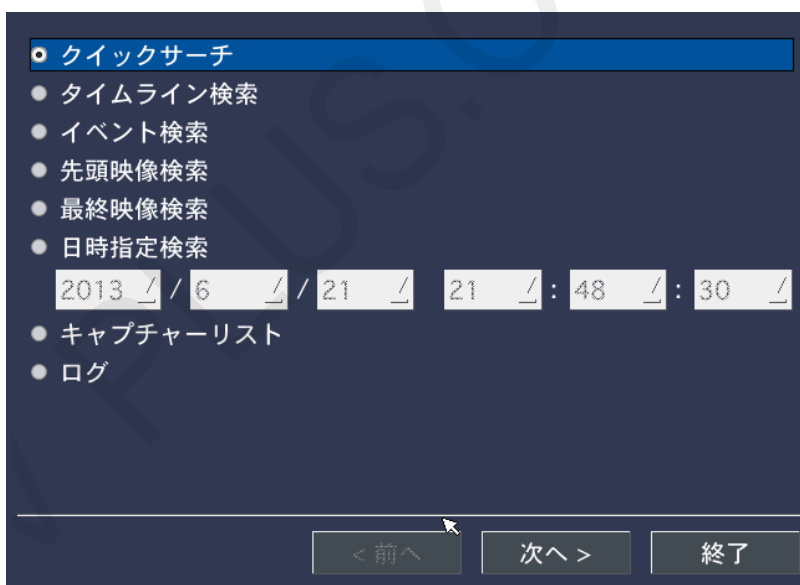 クイックサーチ
タイムライン検索
イベント検索
先頭映像検索
最終映像検索
日時指定検索
2013 / 6 / 21 21 : 48 : 30
キャプチャーリスト
ログ
< 前へ 次へ > 終了